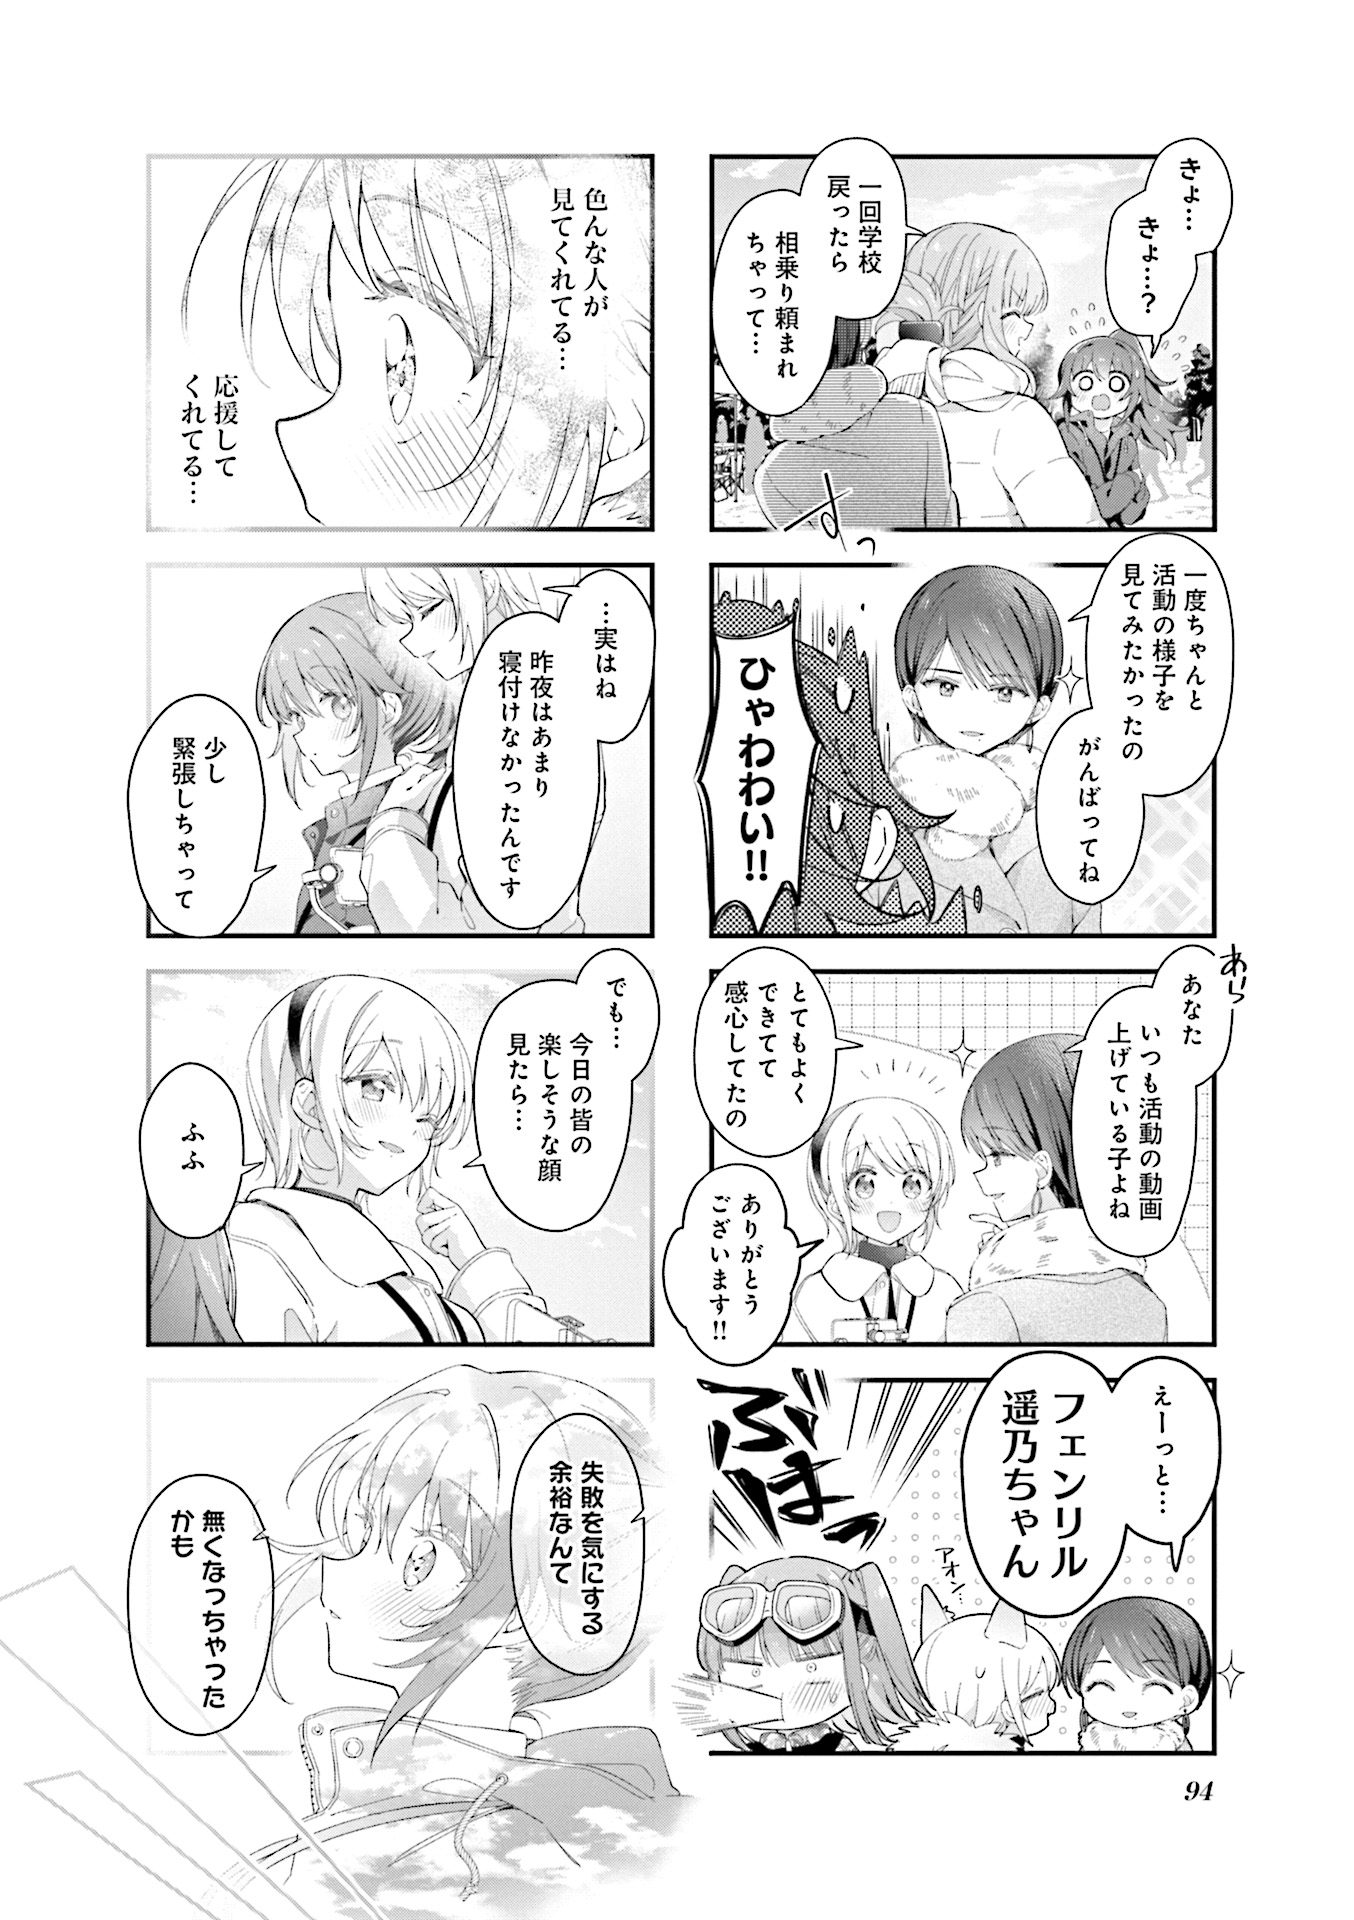 きょ…
きょ…?
一回学校
戻ったら
相乗り頼まれ
ちゃって…
すっ
一度ちゃんと
活動の様子を
見てみたかったの
がんばってね
ひゃわわい!!
あら
あなた
いつも活動の動画
上げている子よね
とてもよく
できてて
感心してたの
ありがとう
ございます!!
えーっと…
フェンリル
遥乃ちゃん
アオン…
ぶはっ
色んな人が
見てくれてる…
応援して
くれてる…
…実はね
昨夜はあまり
寝付けなかったんです
少し
緊張しちゃって
でも…
今日の皆の
楽しそうな顔
見たら…
ふふ
失敗を気にする
余裕なんて
無くなっちゃった
かも
94